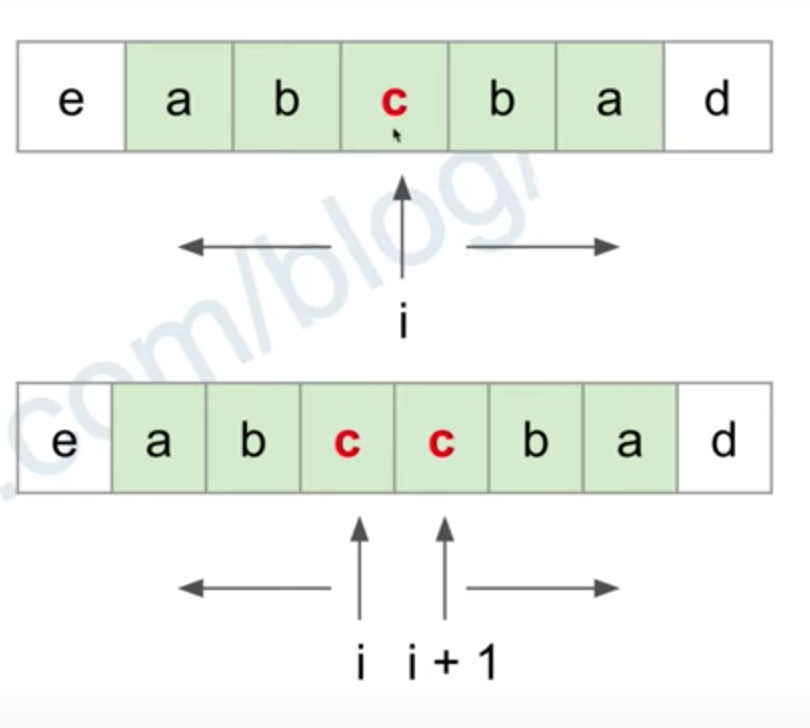 e a b c b a d
.com/blog/
i
e a b c c b a d
i i + 1